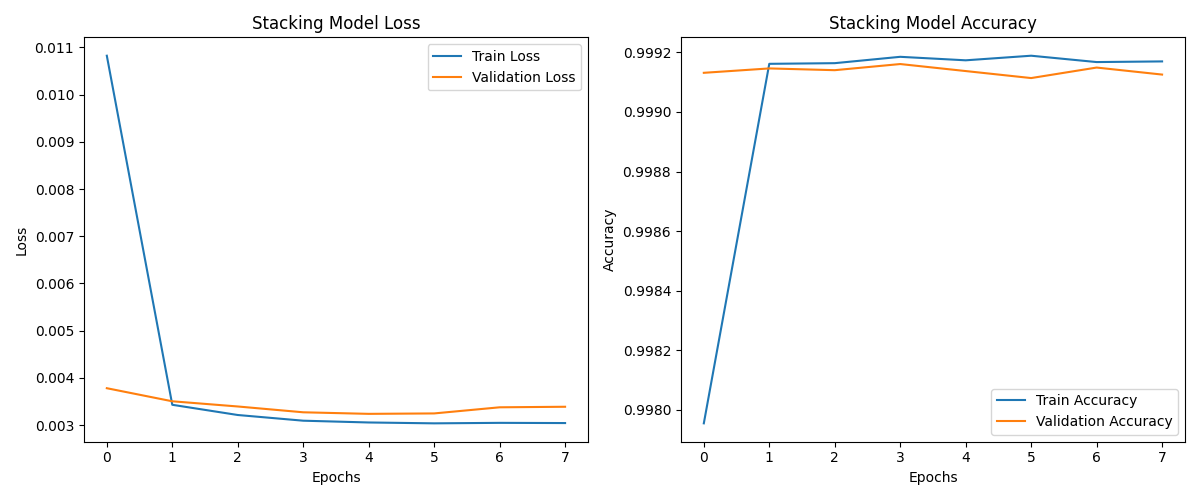 Stacking Model Loss
0.011
0.010
0.009
0.008
0.007
0.006
0.005
0.004
0.003
Loss
0 1 2 3 4 5 6 7
Epochs
Train Loss
Validation Loss
Stacking Model Accuracy
0.9992
0.9990
0.9988
0.9986
0.9984
0.9982
0.9980
Accuracy
0 1 2 3 4 5 6 7
Epochs
Train Accuracy
Validation Accuracy